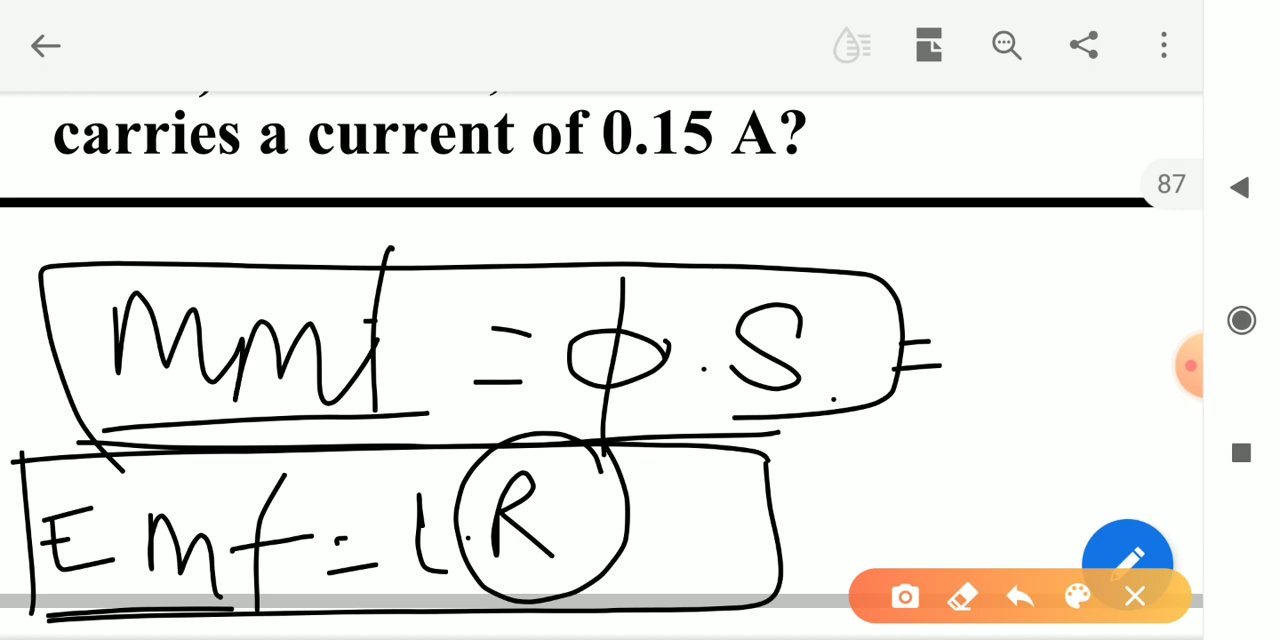 carries a current of 0.15 A?
87
mmf = φ . S =
Emf = I . R